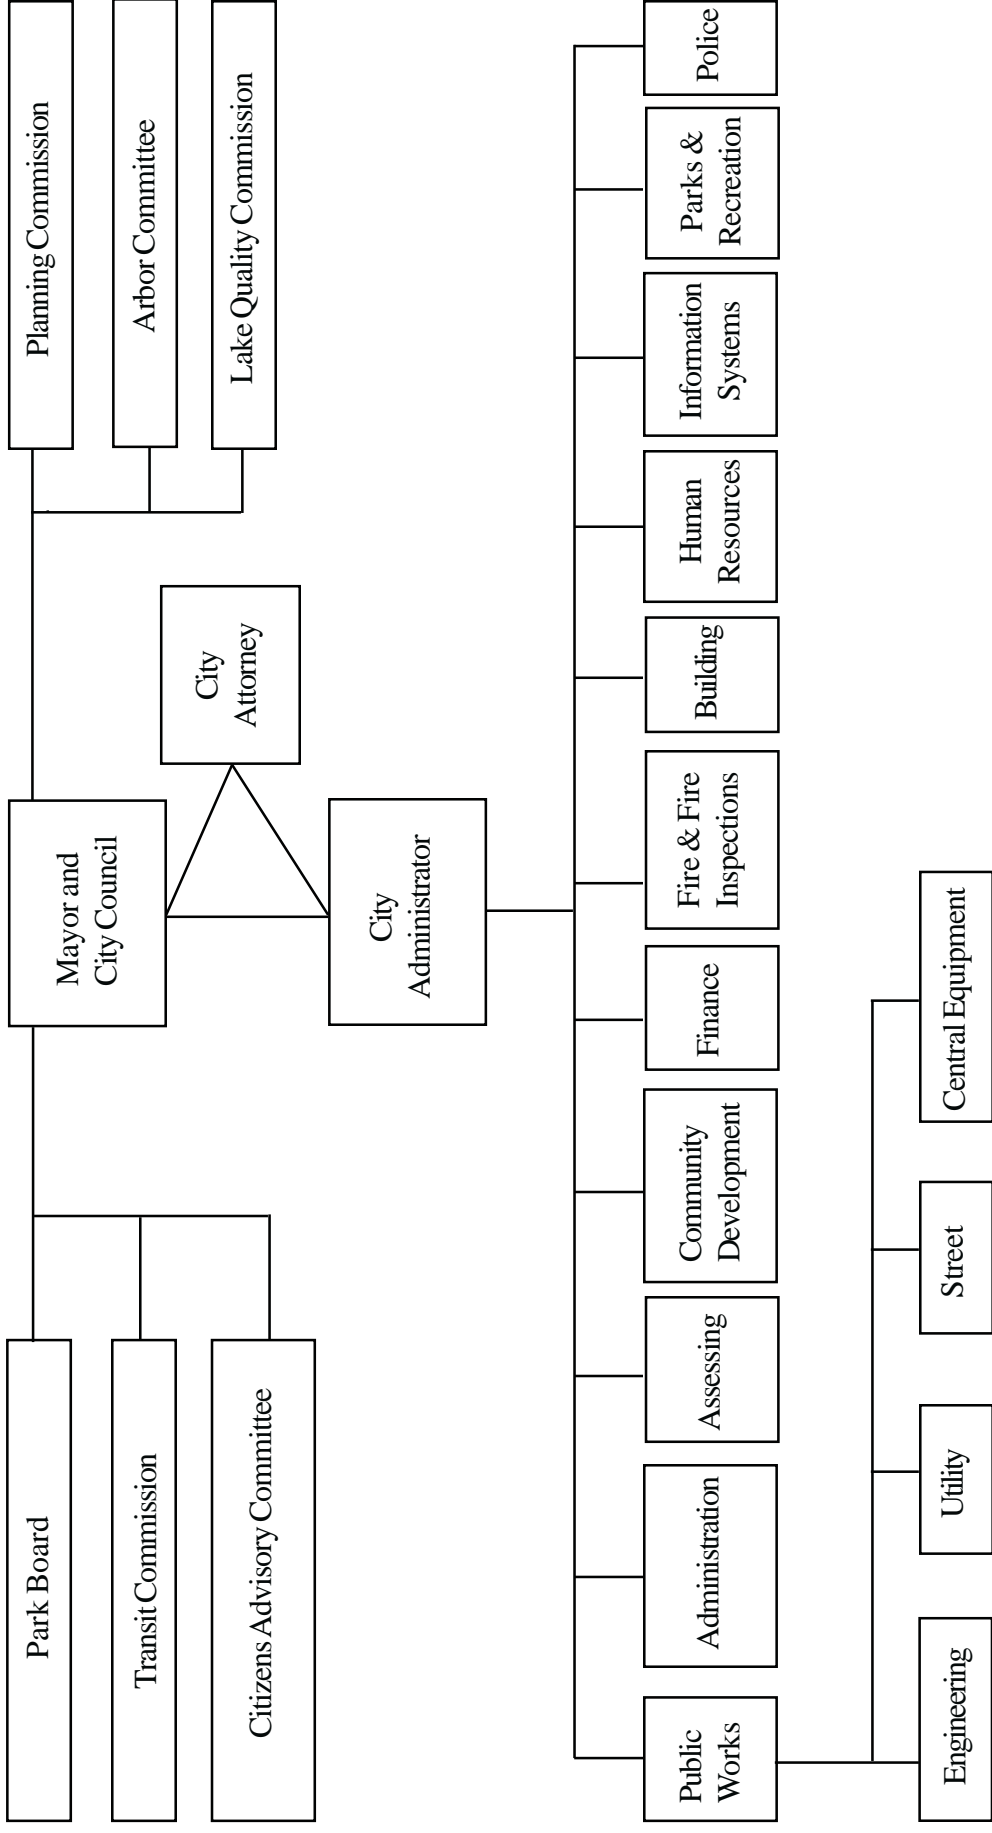 Park Board
Transit Commission
Citizens Advisory Committee
Mayor and
City Council
City
Attorney
City
Administrator
Planning Commission
Arbor Committee
Lake Quality Commission
Public
Works
Administration
Assessing
Community
Development
Finance
Fire & Fire
Inspections
Building
Human
Resources
Information
Systems
Parks &
Recreation
Police
Engineering
Utility
Street
Central Equipment